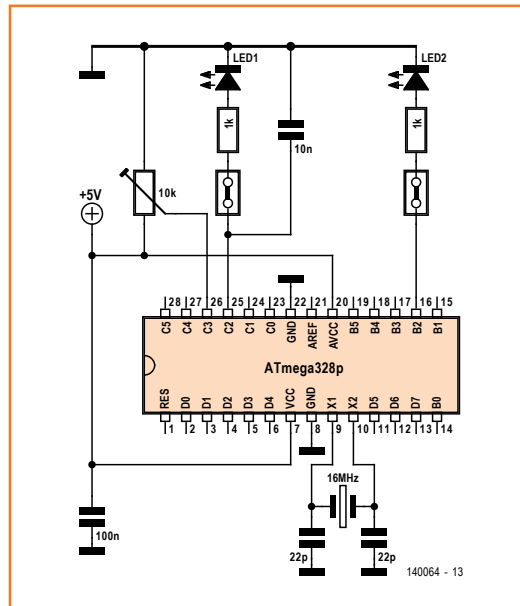 LED1
LED2
1k
1k
10n
10k
+5V
28
27
26
25
24
23
22
21
20
19
18
17
16
15
C5
C4
C3
C2
C1
C0
GND
AREF
AVCC
B5
B4
B3
B2
B1
ATmega328p
RES
D0
D1
D2
D3
D4
VCC
GND
X1
X2
D5
D6
D7
B0
1
2
3
4
5
6
7
8
9
10
11
12
13
14
16MHz
100n
22p
22p
140064 - 13